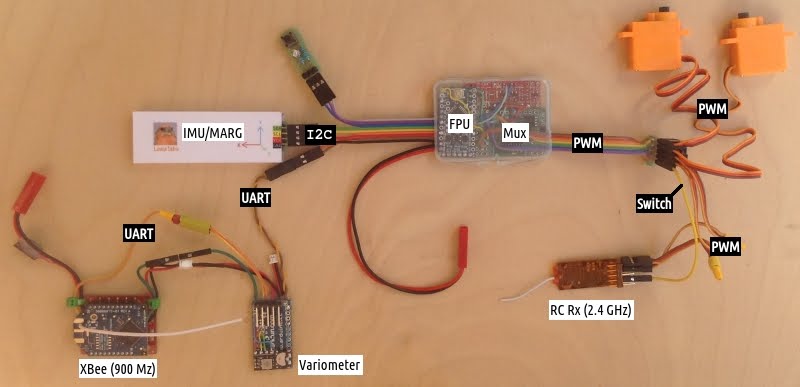 PWM
IMU/MARG
I2C
FPU
Mux
PWM
UART
Switch
UART
PWM
RC Rx (2.4 GHz)
XBee (900 Mz)
Variometer